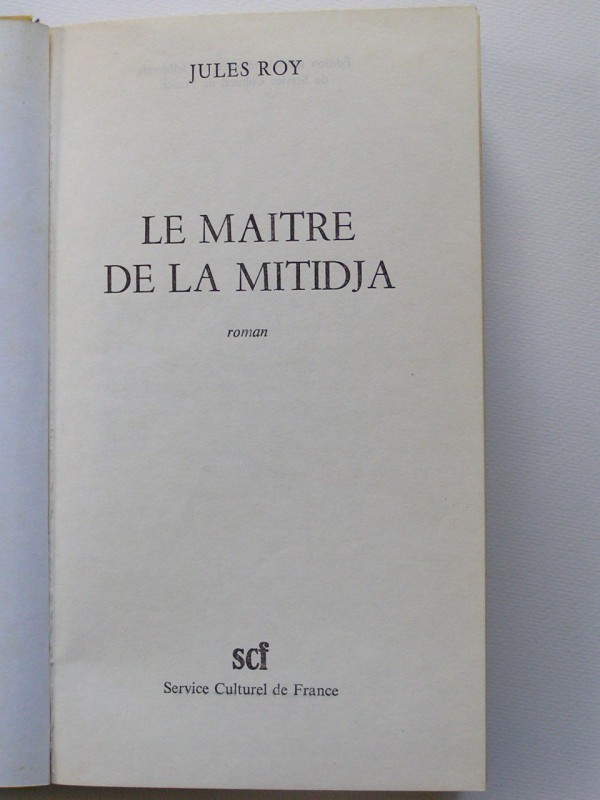 JULES ROY
LE MAITRE
DE LA MITIDJA
roman
scf
Service Culturel de France